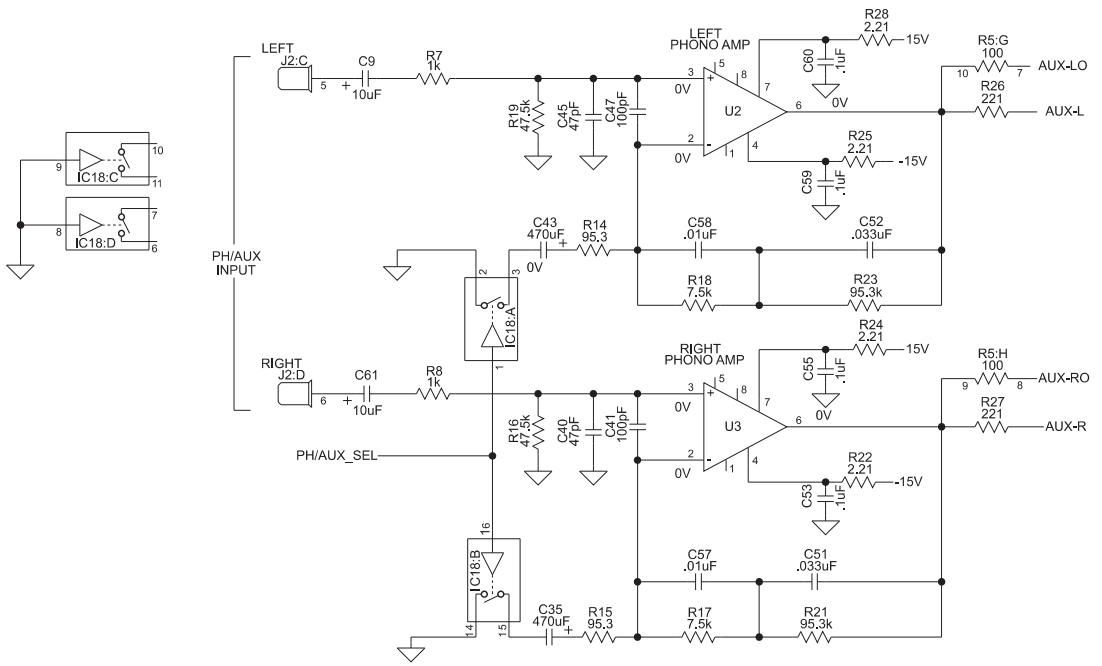 LEFT
J2:C
5
+
C9
10uF
R7
1k
R19
47.5k
C45
47pF
C47
100pF
LEFT
PHONO AMP
3
+
0V
2
-
0V
5
8
7
U2
6
4
1
C60
.1uF
0V
R28
2.21
15V
R25
2.21
-15V
C59
.1uF
R5:G
100
10
7
AUX-LO
R26
221
AUX-L
9
10
11
IC18:C
8
7
6
IC18:D
PH/AUX
INPUT
2
3
IC18:A
1
C43
470uF
+
0V
R14
95.3
C58
.01uF
C52
.033uF
R18
7.5k
R23
95.3k
RIGHT
J2:D
6
+
C61
10uF
R8
1k
R16
47.5k
C40
47pF
C41
100pF
RIGHT
PHONO AMP
3
+
0V
2
-
0V
5
8
7
U3
6
4
1
C55
.1uF
0V
R24
2.21
15V
R22
2.21
-15V
C53
.1uF
R5:H
100
9
8
AUX-RO
R27
221
AUX-R
PH/AUX_SEL
16
IC18:B
14
15
C35
470uF
+
R15
95.3
C57
.01uF
C51
.033uF
R17
7.5k
R21
95.3k